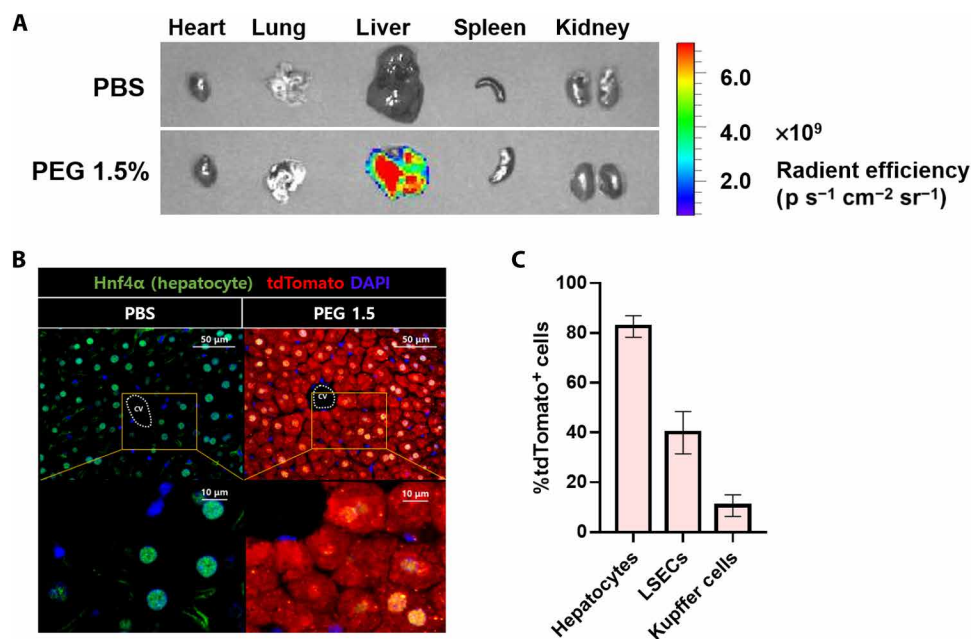 A
Heart Lung Liver Spleen Kidney
PBS
PEG 1.5%
6.0
4.0
2.0
×10⁹
Radient efficiency
(p s⁻¹ cm⁻² sr⁻¹)
B
Hnf4α (hepatocyte) tdTomato DAPI
PBS PEG 1.5
50 μm
50 μm
CV
CV
10 μm
10 μm
C
%tdTomato⁺ cells
100
80
60
40
20
0
Hepatocytes
LSECs
Kupffer cells